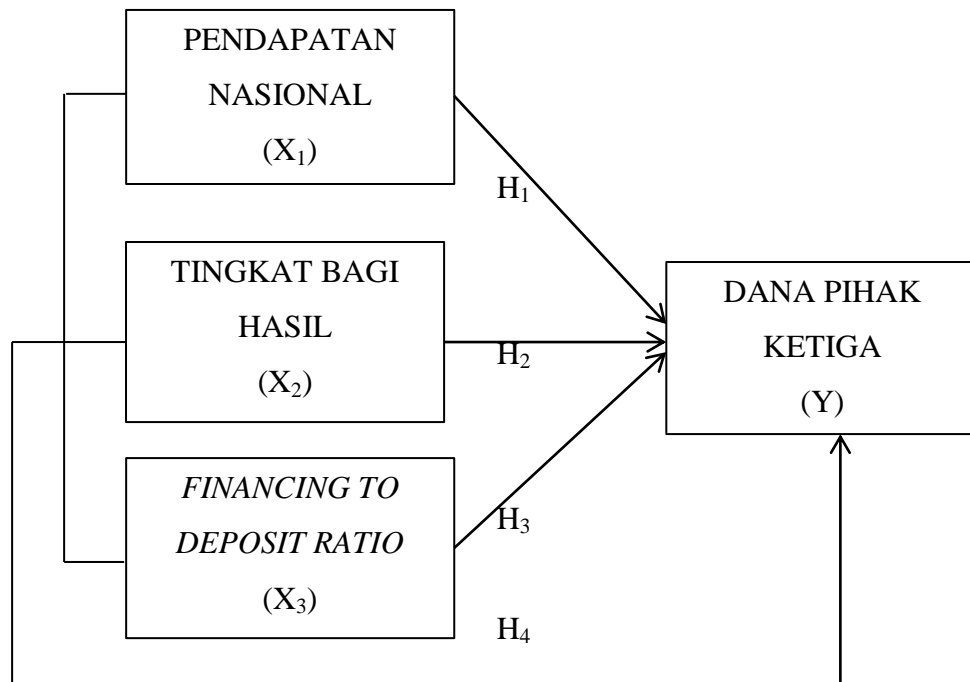 PENDAPATAN
NASIONAL
(X₁)
H₁
TINGKAT BAGI
HASIL
(X₂)
H₂
DANA PIHAK
KETIGA
(Y)
FINANCING TO
DEPOSIT RATIO
(X₃)
H₃
H₄